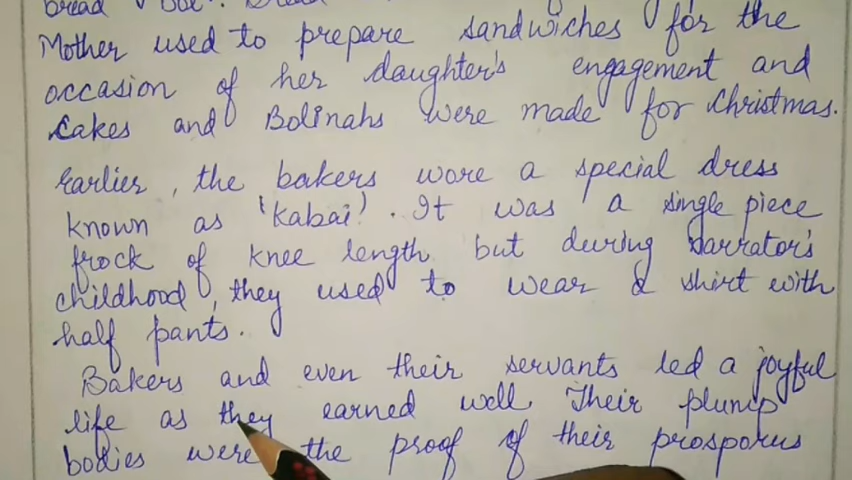 bread
Mother used to prepare sandwiches for the
occasion of her daughter's engagement and
cakes and Bolinahs were made for Christmas.
Earlier, the bakers wore a special dress
known as 'Kabai'. It was a single piece
frock of knee length but during narrator's
childhood, they used to wear a shirt with
half pants.
Bakers and even their servants led a joyful
life as they earned well. Their plump
bodies were the proof of their prosporus